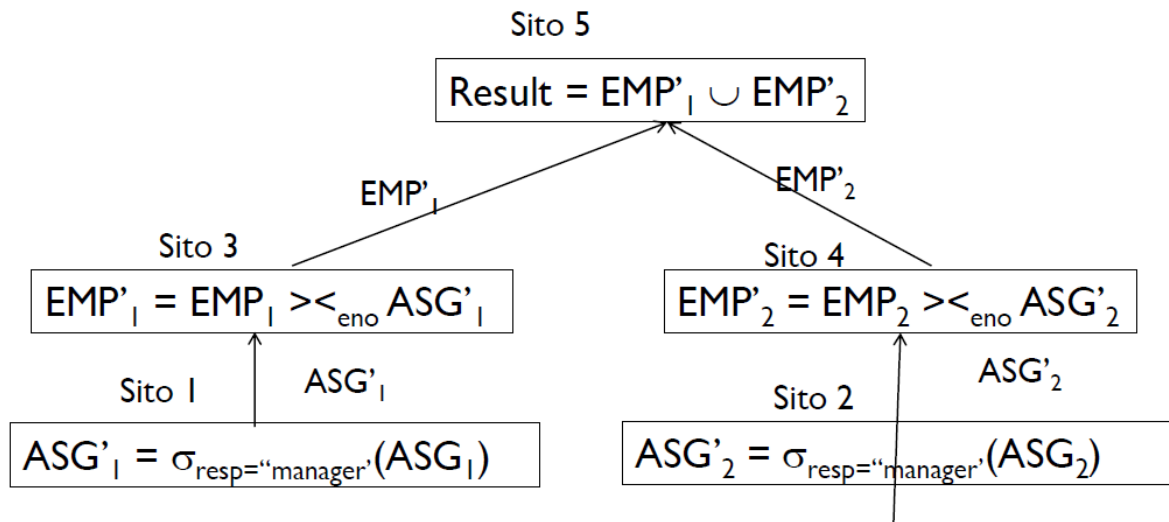 Sito 5
Result = EMP'₁ ∪ EMP'₂
EMP'₁
EMP'₂
Sito 3
Sito 4
EMP'₁ = EMP₁ ><ₑₙₒ ASG'₁
EMP'₂ = EMP₂ ><ₑₙₒ ASG'₂
ASG'₁
ASG'₂
Sito 1
Sito 2
ASG'₁ = σresp=“manager'(ASG₁)
ASG'₂ = σresp=“manager'(ASG₂)